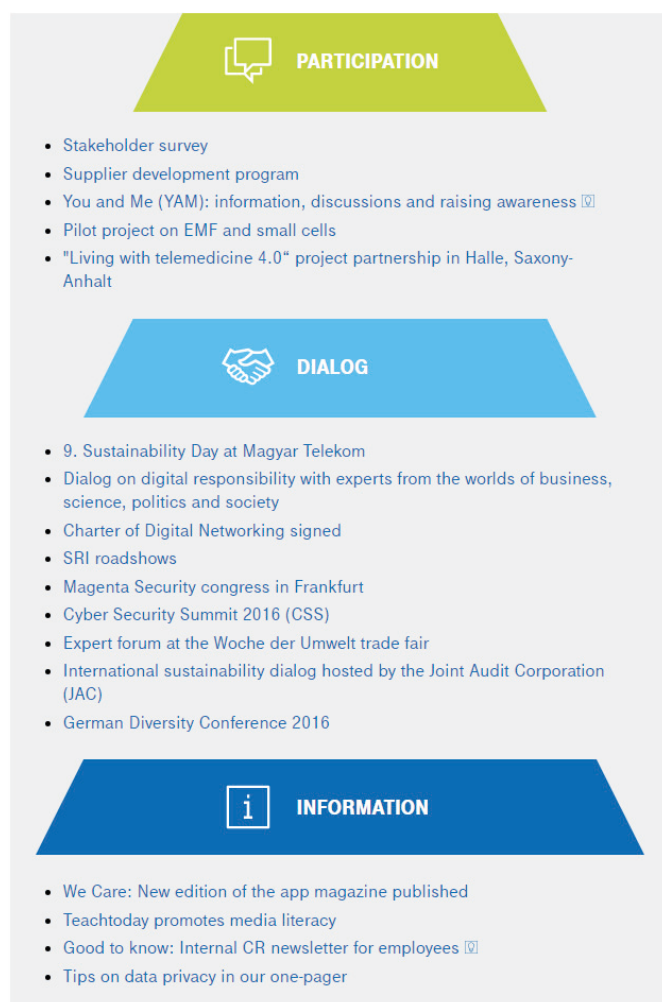 PARTICIPATION
Stakeholder survey
Supplier development program
You and Me (YAM): information, discussions and raising awareness
Pilot project on EMF and small cells
"Living with telemedicine 4.0“ project partnership in Halle, Saxony-
Anhalt
DIALOG
9. Sustainability Day at Magyar Telekom
Dialog on digital responsibility with experts from the worlds of business,
science, politics and society
Charter of Digital Networking signed
SRI roadshows
Magenta Security congress in Frankfurt
Cyber Security Summit 2016 (CSS)
Expert forum at the Woche der Umwelt trade fair
International sustainability dialog hosted by the Joint Audit Corporation
(JAC)
German Diversity Conference 2016
i INFORMATION
We Care: New edition of the app magazine published
Teachtoday promotes media literacy
Good to know: Internal CR newsletter for employees
Tips on data privacy in our one-pager